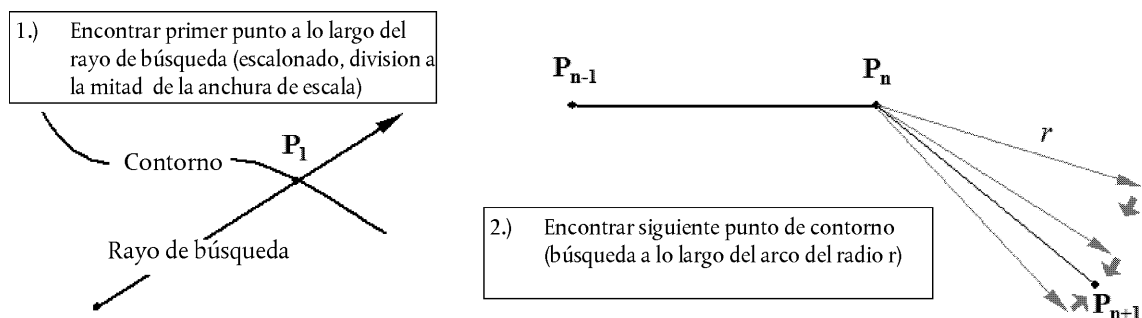 1.) Encontrar primer punto a lo largo del
rayo de búsqueda (escalonado, division a
la mitad de la anchura de escala)
Contorno
P1
Rayo de búsqueda
Pn-1
Pn
r
2.) Encontrar siguiente punto de contorno
(búsqueda a lo largo del arco del radio r)
Pn+1